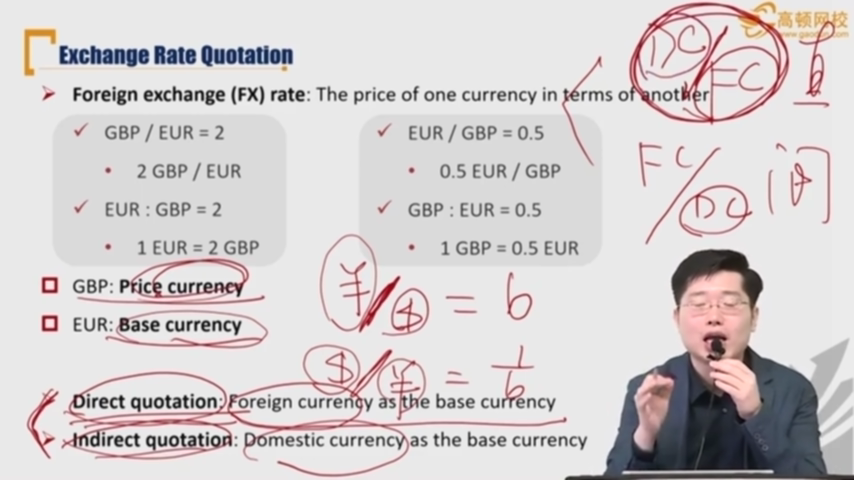 高顿网校
www.gaodun.com
Exchange Rate Quotation
DC/FC 直
Foreign exchange (FX) rate: The price of one currency in terms of another
GBP / EUR = 2
2 GBP / EUR
EUR : GBP = 2
1 EUR = 2 GBP
EUR / GBP = 0.5
0.5 EUR / GBP
GBP : EUR = 0.5
1 GBP = 0.5 EUR
FC/DC 间
GBP: Price currency
EUR: Base currency
¥/$ = 6
$/¥ = 1/6
Direct quotation: Foreign currency as the base currency
Indirect quotation: Domestic currency as the base currency